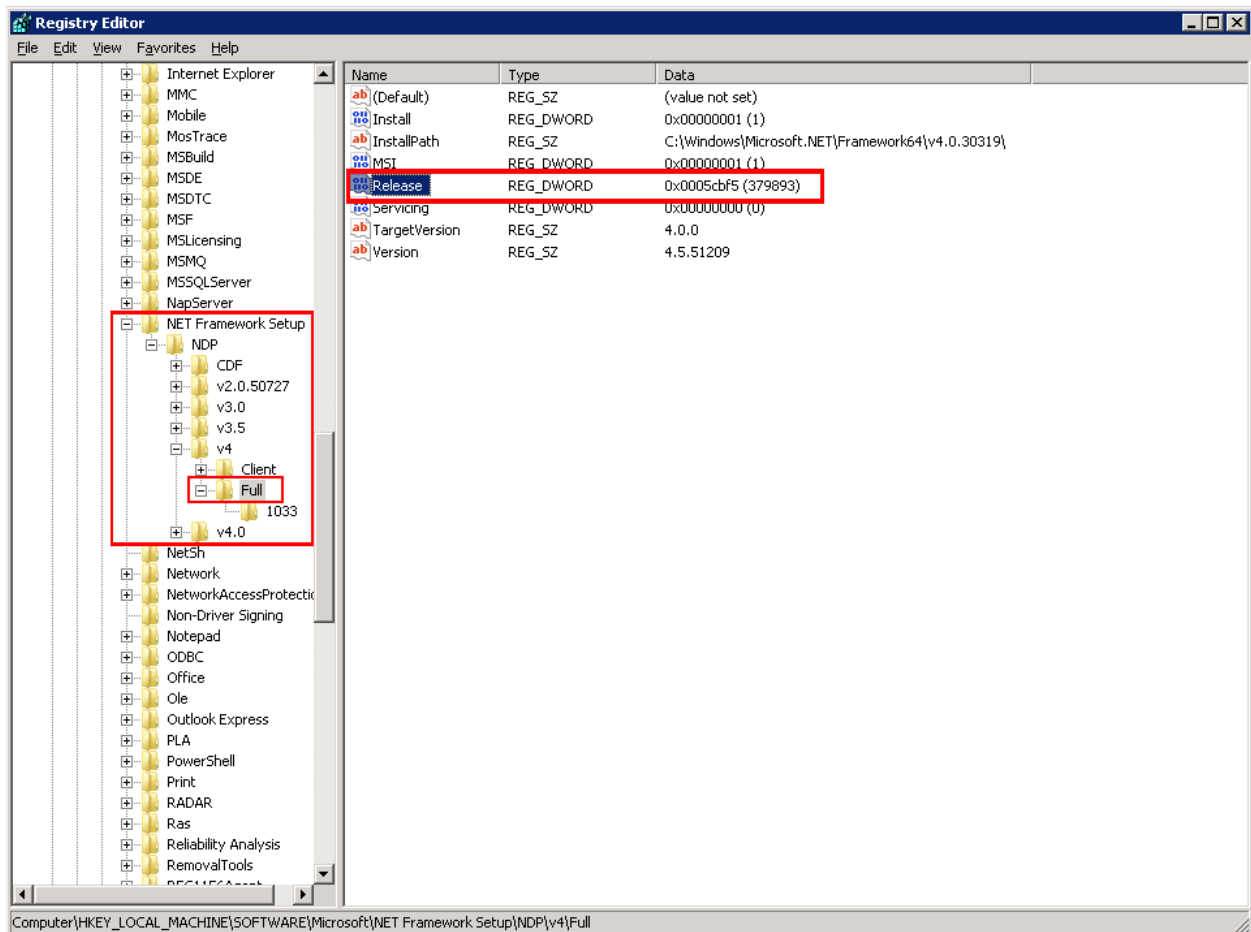 Registry Editor
File Edit View Favorites Help
Internet Explorer
MMC
Mobile
MosTrace
MSBuild
MSDE
MSDTC
MSF
MSLicensing
MSMQ
MSSQLServer
NapServer
NET Framework Setup
NDP
CDF
v2.0.50727
v3.0
v3.5
v4
Client
Full
1033
v4.0
NetSh
Network
NetworkAccessProtectio
Non-Driver Signing
Notepad
ODBC
Office
Ole
Outlook Express
PLA
PowerShell
Print
RADAR
Ras
Reliability Analysis
RemovalTools
Name Type Data
(Default) REG_SZ (value not set)
Install REG_DWORD 0x00000001 (1)
InstallPath REG_SZ C:\Windows\Microsoft.NET\Framework64\v4.0.30319\
MSI REG_DWORD 0x00000001 (1)
Release REG_DWORD 0x0005cbf5 (379893)
Servicing REG_DWORD 0x00000000 (0)
TargetVersion REG_SZ 4.0.0
Version REG_SZ 4.5.51209
Computer\HKEY_LOCAL_MACHINE\SOFTWARE\Microsoft\NET Framework Setup\NDP\v4\Full